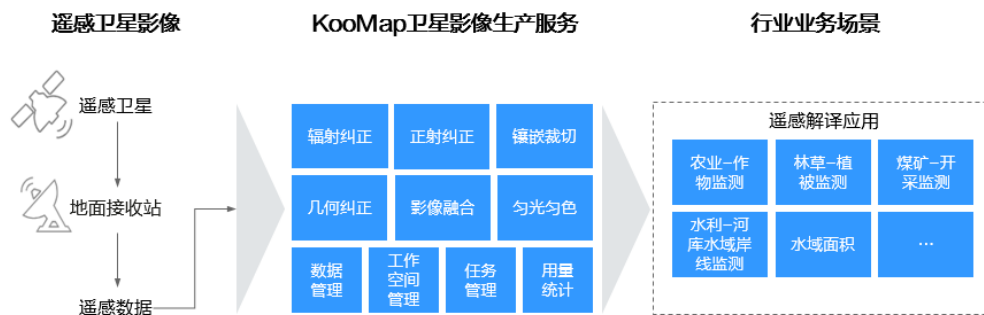 遥感卫星影像
KooMap卫星影像生产服务
行业业务场景
遥感卫星
地面接收站
遥感数据
辐射纠正
正射纠正
镶嵌裁切
几何纠正
影像融合
匀光匀色
数据
管理
工作
空间
管理
任务
管理
用量
统计
遥感解译应用
农业-作
物监测
林草-植
被监测
煤矿-开
采监测
水利-河
库水域岸
线监测
水域面积
...